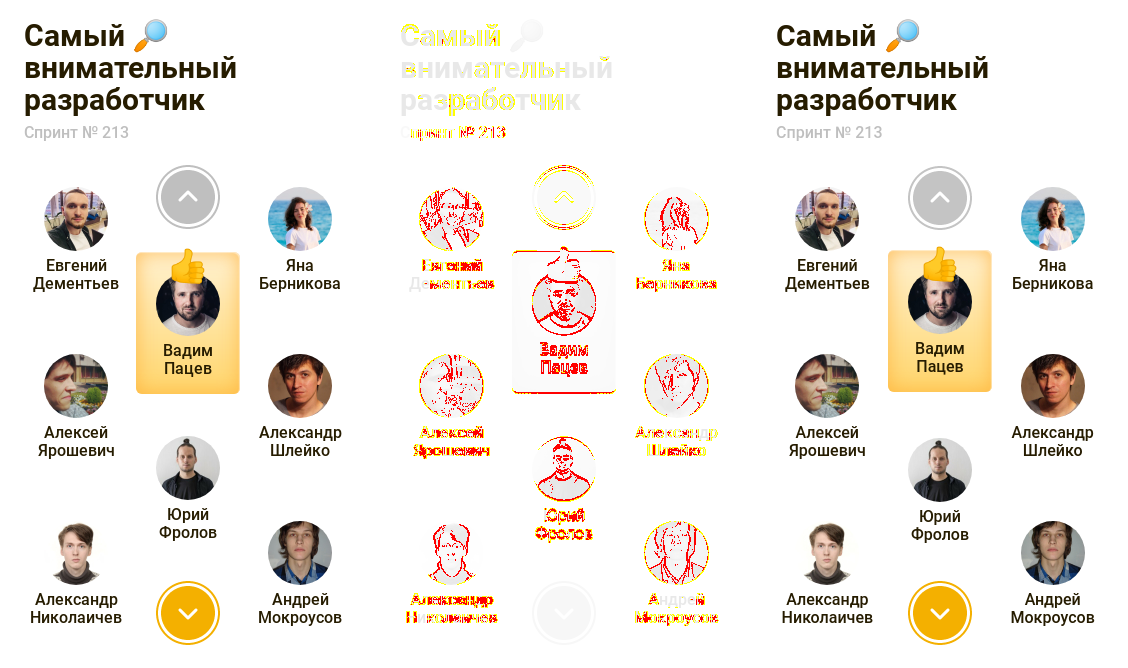 Самый 🔎
внимательный
разработчик
Спринт № 213
Евгений
Дементьев
Яна
Берникова
Вадим
Пацев
Алексей
Ярошевич
Александр
Шлейко
Юрий
Фролов
Александр
Николаичев
Андрей
Мокроусов
Самый 🔎
внимательный
разработчик
Спринт № 213
Евгений
Дементьев
Яна
Берникова
Вадим
Пацев
Алексей
Ярошевич
Александр
Шлейко
Юрий
Фролов
Александр
Николаичев
Андрей
Мокроусов
Самый 🔎
внимательный
разработчик
Спринт № 213
Евгений
Дементьев
Яна
Берникова
Вадим
Пацев
Алексей
Ярошевич
Александр
Шлейко
Юрий
Фролов
Александр
Николаичев
Андрей
Мокроусов